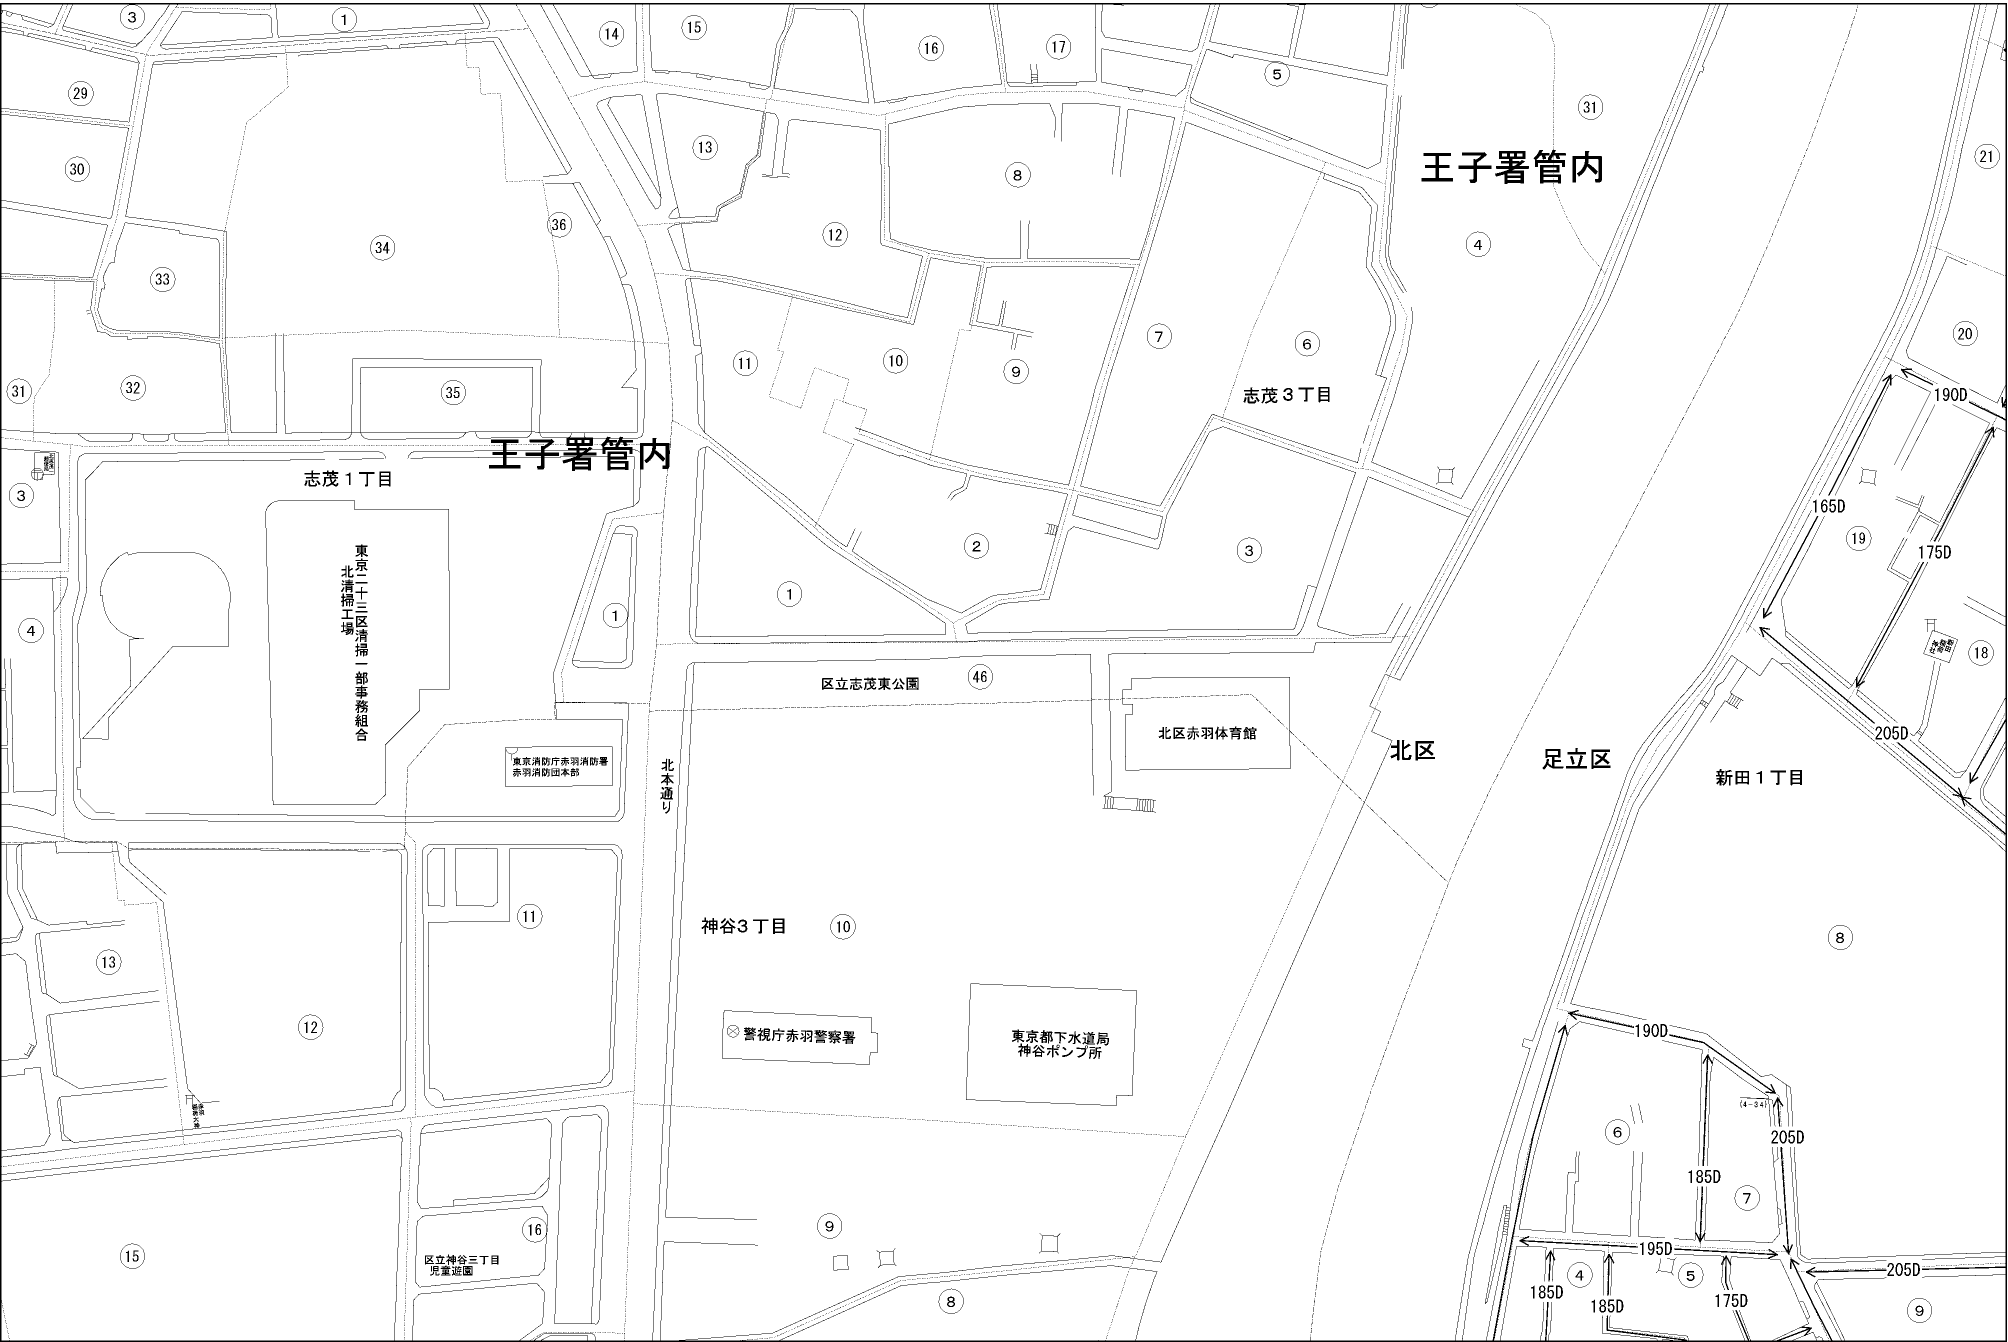 3
1
14
15
16
17
5
31
29
13
21
王子署管内
30
8
36
12
4
34
33
20
7
6
11
10
9
31
32
35
志茂3丁目
190D
王子署管内
志茂1丁目
3
165D
19
175D
2
3
東京二十三区清掃一部事務組合
北清掃工場
1
1
4
18
46
区立志茂東公園
北区赤羽体育館
205D
北区
足立区
東京消防庁赤羽消防署
赤羽消防団本部
北本通り
新田1丁目
11
神谷3丁目
10
8
13
12
警視庁赤羽警察署
東京都下水道局
神谷ポンプ所
190D
(4-34)
6
205D
185D
7
9
16
15
区立神谷三丁目
児童遊園
195D
4
5
205D
185D
185D
175D
8
9